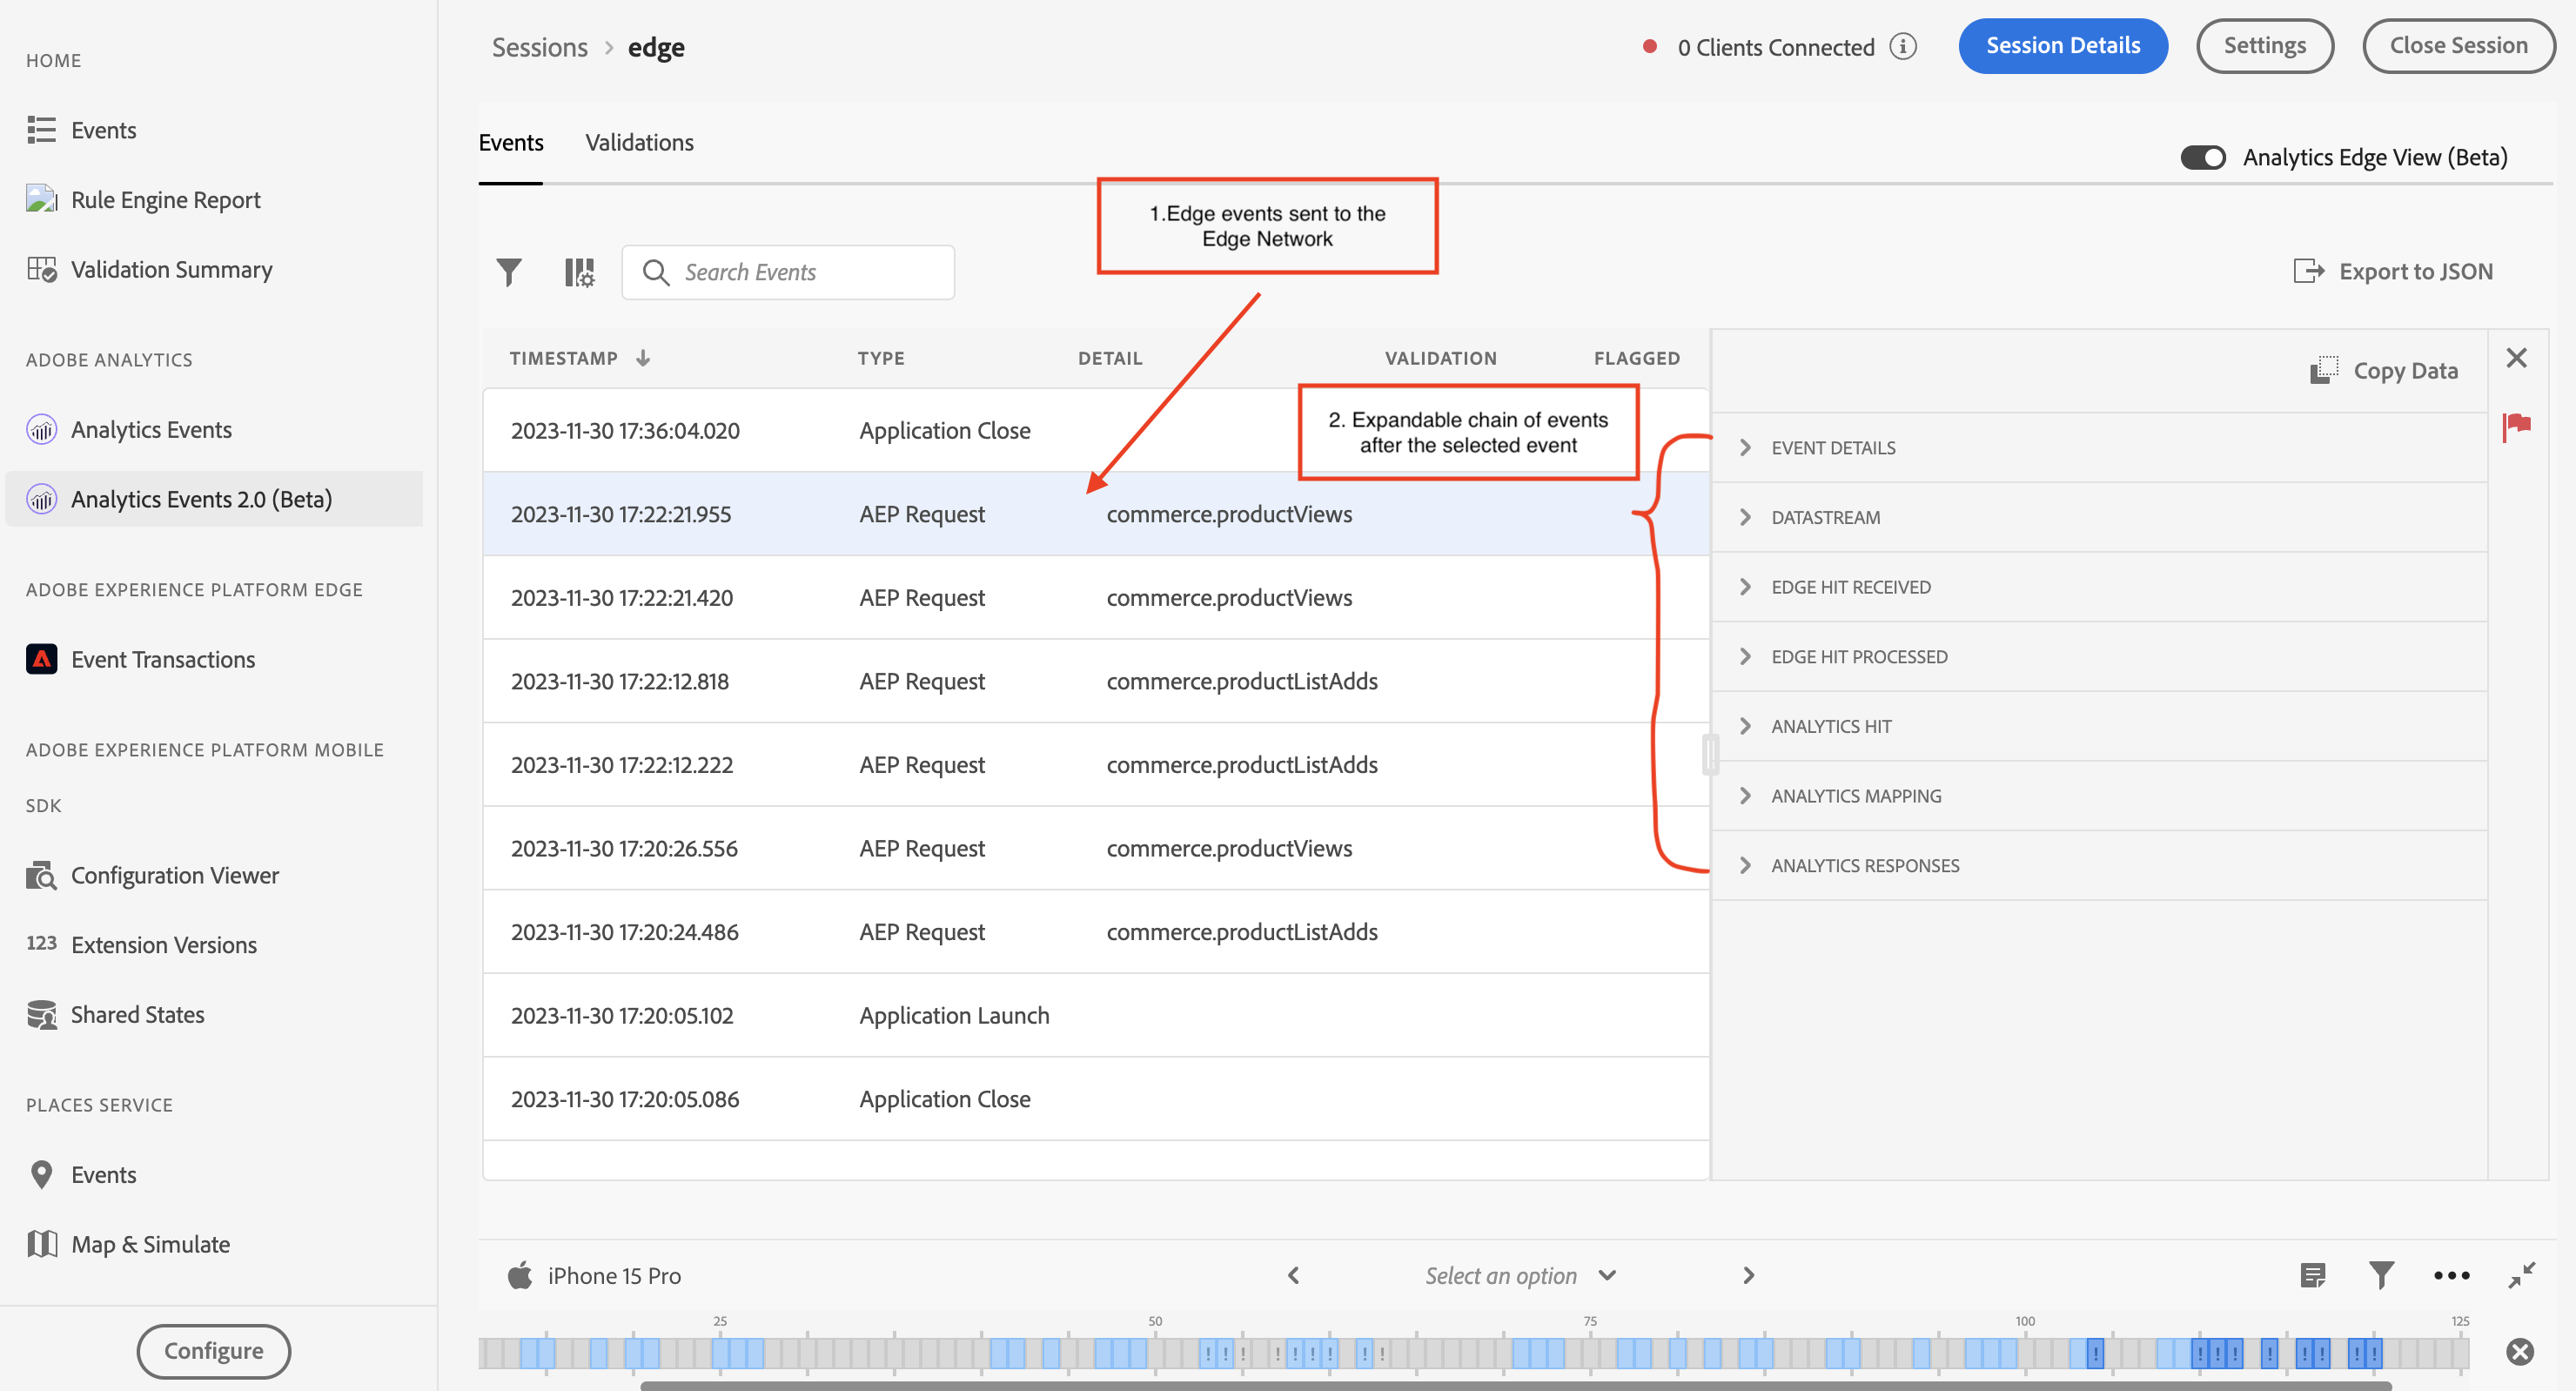 HOME
Events
Rule Engine Report
Validation Summary
ADOBE ANALYTICS
Analytics Events
Analytics Events 2.0 (Beta)
ADOBE EXPERIENCE PLATFORM EDGE
Event Transactions
ADOBE EXPERIENCE PLATFORM MOBILE
SDK
Configuration Viewer
123 Extension Versions
Shared States
PLACES SERVICE
Events
Map & Simulate
Configure
Sessions > edge
0 Clients Connected
Session Details
Settings
Close Session
Events
Validations
Analytics Edge View (Beta)
1.Edge events sent to the
Edge Network
Search Events
Export to JSON
TIMESTAMP TYPE DETAIL VALIDATION FLAGGED
2023-11-30 17:36:04.020 Application Close
2023-11-30 17:22:21.955 AEP Request commerce.productViews
2023-11-30 17:22:21.420 AEP Request commerce.productViews
2023-11-30 17:22:12.818 AEP Request commerce.productListAdds
2023-11-30 17:22:12.222 AEP Request commerce.productListAdds
2023-11-30 17:20:26.556 AEP Request commerce.productViews
2023-11-30 17:20:24.486 AEP Request commerce.productListAdds
2023-11-30 17:20:05.102 Application Launch
2023-11-30 17:20:05.086 Application Close
2. Expandable chain of events
after the selected event
Copy Data
EVENT DETAILS
DATASTREAM
EDGE HIT RECEIVED
EDGE HIT PROCESSED
ANALYTICS HIT
ANALYTICS MAPPING
ANALYTICS RESPONSES
iPhone 15 Pro
Select an option
25 50 75 100 125